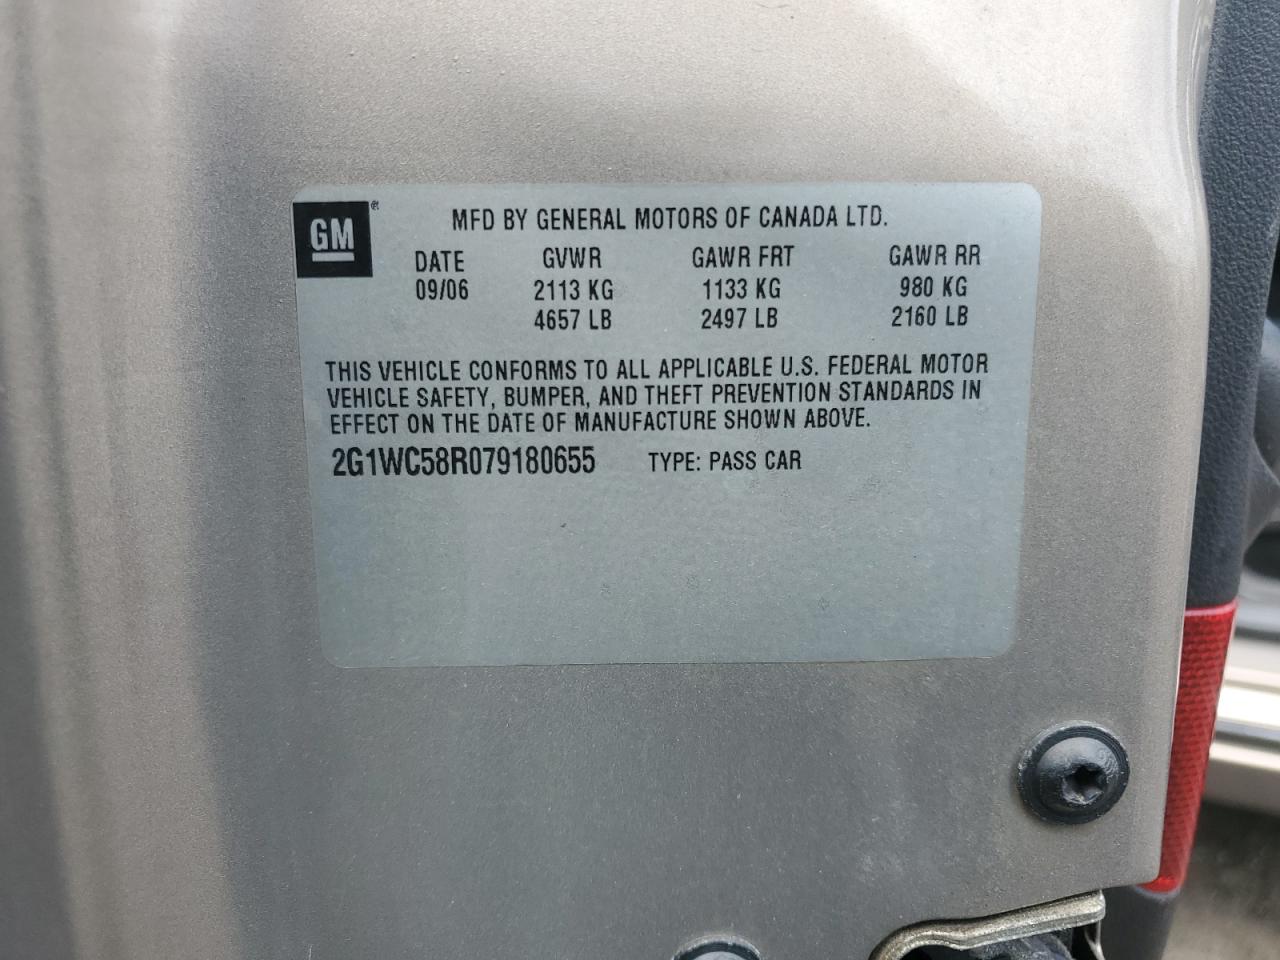 GM
MFD BY GENERAL MOTORS OF CANADA LTD.
DATE GVWR GAWR FRT GAWR RR
09/06 2113 KG 1133 KG 980 KG
4657 LB 2497 LB 2160 LB
THIS VEHICLE CONFORMS TO ALL APPLICABLE U.S. FEDERAL MOTOR
VEHICLE SAFETY, BUMPER, AND THEFT PREVENTION STANDARDS IN
EFFECT ON THE DATE OF MANUFACTURE SHOWN ABOVE.
2G1WC58R079180655 TYPE: PASS CAR